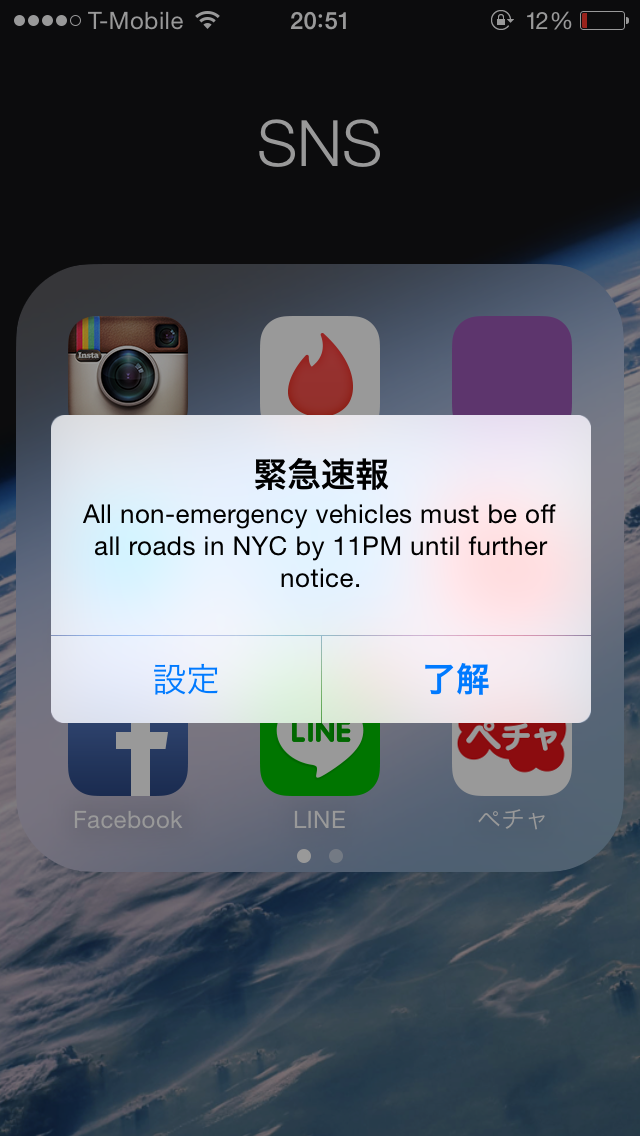 T-Mobile 20:51 12%
SNS
Insta
緊急速報
All non-emergency vehicles must be off
all roads in NYC by 11PM until further
notice.
設定 了解
LINE ペチャ
Facebook LINE ペチャ